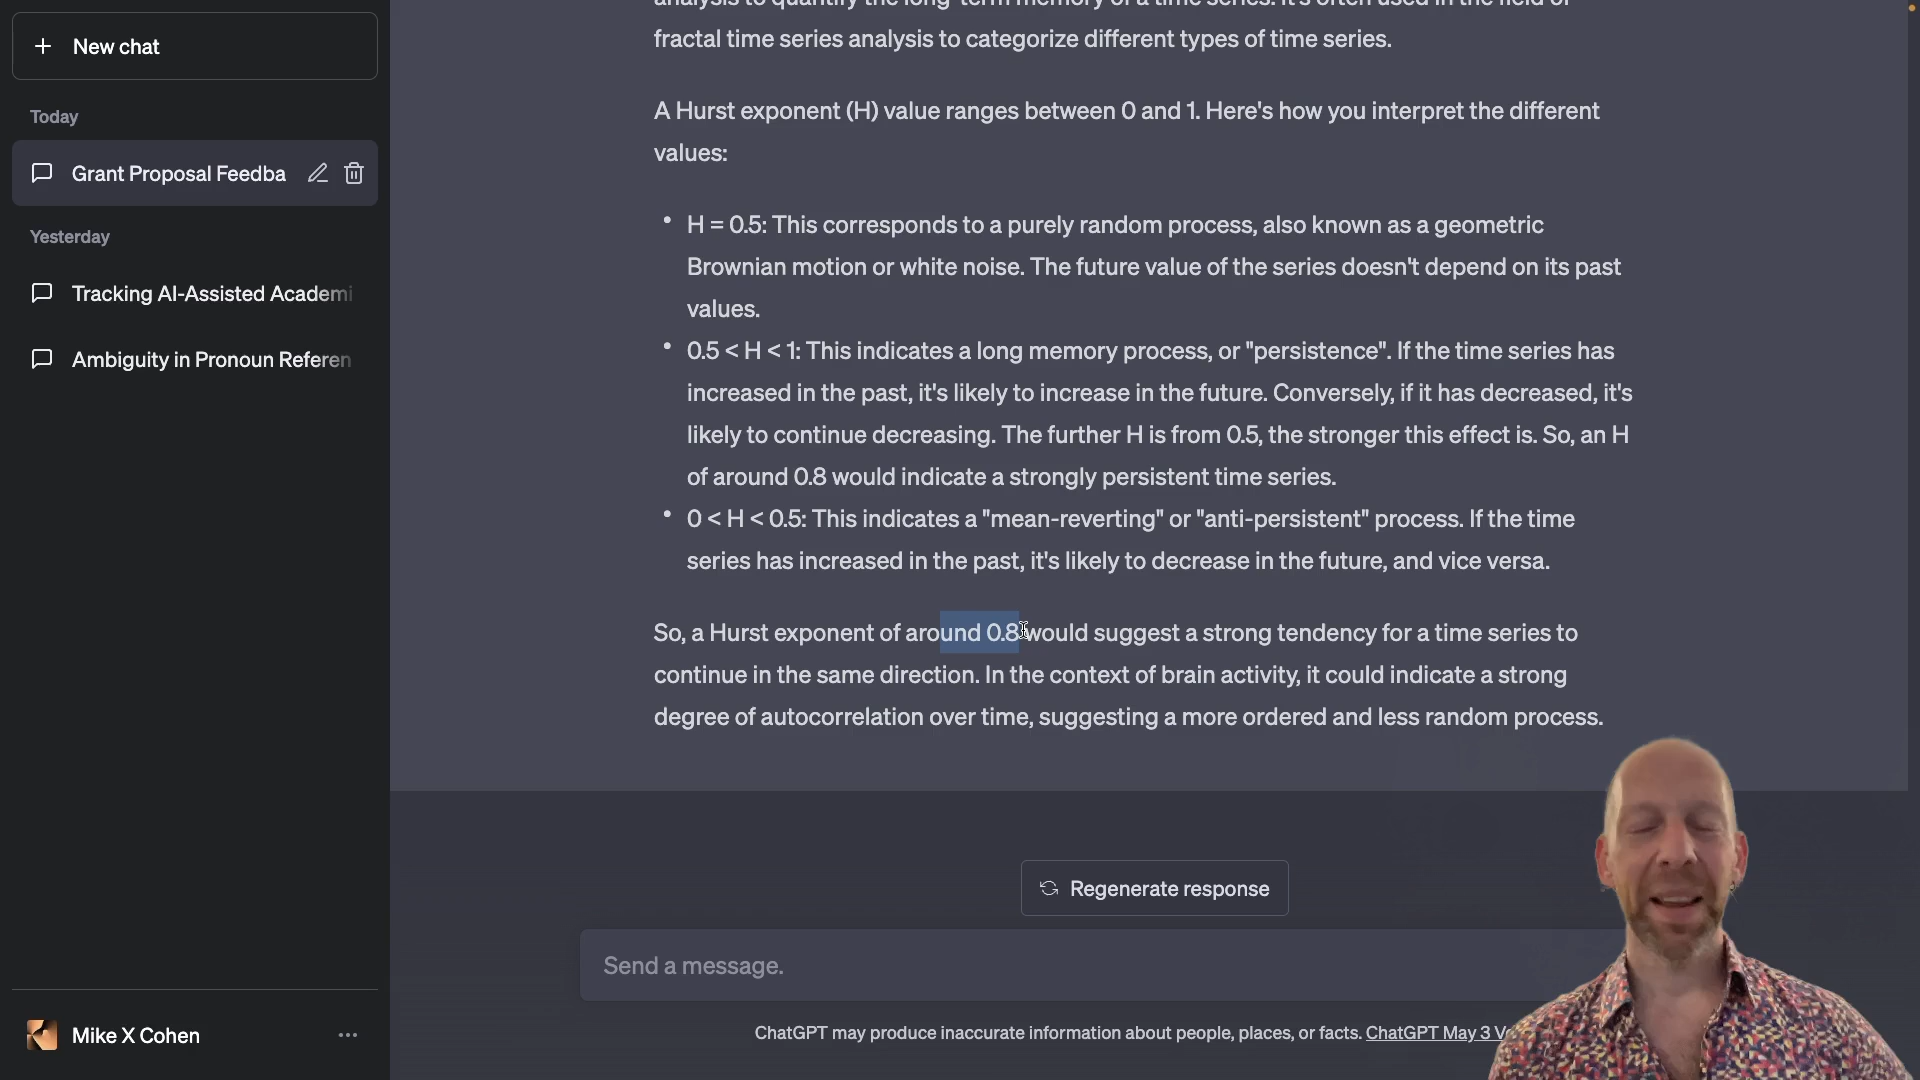 New chat
Today
Grant Proposal Feedba
Yesterday
Tracking AI-Assisted Academi
Ambiguity in Pronoun Referen
Mike X Cohen
fractal time series analysis to categorize different types of time series.
A Hurst exponent (H) value ranges between 0 and 1. Here's how you interpret the different
values:
• H = 0.5: This corresponds to a purely random process, also known as a geometric
Brownian motion or white noise. The future value of the series doesn't depend on its past
values.
• 0.5 < H < 1: This indicates a long memory process, or "persistence". If the time series has
increased in the past, it's likely to increase in the future. Conversely, if it has decreased, it's
likely to continue decreasing. The further H is from 0.5, the stronger this effect is. So, an H
of around 0.8 would indicate a strongly persistent time series.
• 0 < H < 0.5: This indicates a "mean-reverting" or "anti-persistent" process. If the time
series has increased in the past, it's likely to decrease in the future, and vice versa.
So, a Hurst exponent of around 0.8 would suggest a strong tendency for a time series to
continue in the same direction. In the context of brain activity, it could indicate a strong
degree of autocorrelation over time, suggesting a more ordered and less random process.
Regenerate response
Send a message.
ChatGPT may produce inaccurate information about people, places, or facts. ChatGPT May 3 V